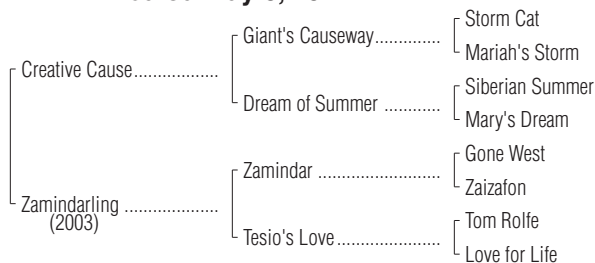 Storm Cat
Giant's Causeway..............
Mariah's Storm
Creative Cause..................
Siberian Summer
Dream of Summer ............
Mary's Dream
Gone West
Zamindar ..........................
Zaizafon
Zamindarling ....................
(2003)
Tom Rolfe
Tesio's Love......................
Love for Life